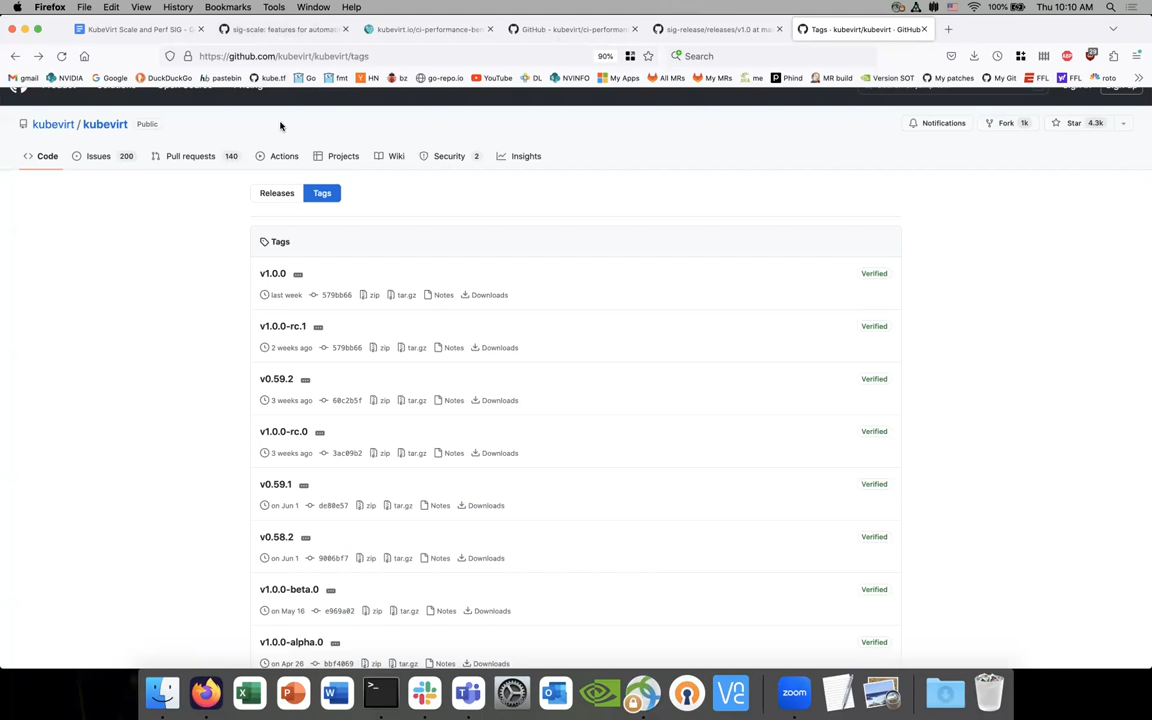 Firefox File Edit View History Bookmarks Tools Window Help 100% Thu 10:10 AM
KubeVirt Scale and Perf SIG - G sig-scale: features for automat kubevirt.io/ci-performance-ben GitHub - kubevirt/ci-performan sig-release/releases/v1.0 at ma Tags · kubevirt/kubevirt · GitHub
https://github.com/kubevirt/kubevirt/tags 90% Search 29
gmail NVIDIA Google DuckDuckGo pastebin kube.tf Go fmt HN bz go-repo.io YouTube DL NVINFO My Apps All MRs My MRs me Phind MR build Version SOT My patches My Git FFL FFL roto
kubevirt / kubevirt Public Notifications Fork 1k Star 4.3k
Code Issues 200 Pull requests 140 Actions Projects Wiki Security 2 Insights
Releases Tags
Tags
v1.0.0 Verified
last week 579bb66 zip tar.gz Notes Downloads
v1.0.0-rc.1 Verified
2 weeks ago 579bb66 zip tar.gz Notes Downloads
v0.59.2 Verified
3 weeks ago 60c2b5f zip tar.gz Notes Downloads
v1.0.0-rc.0 Verified
3 weeks ago 3ac09b2 zip tar.gz Notes Downloads
v0.59.1 Verified
on Jun 1 de80e57 zip tar.gz Notes Downloads
v0.58.2 Verified
on Jun 1 9006bf7 zip tar.gz Notes Downloads
v1.0.0-beta.0 Verified
on May 16 e969a02 zip tar.gz Notes Downloads
v1.0.0-alpha.0 Verified
on Apr 26 bbf4069 zip tar.gz Notes Downloads
zoom